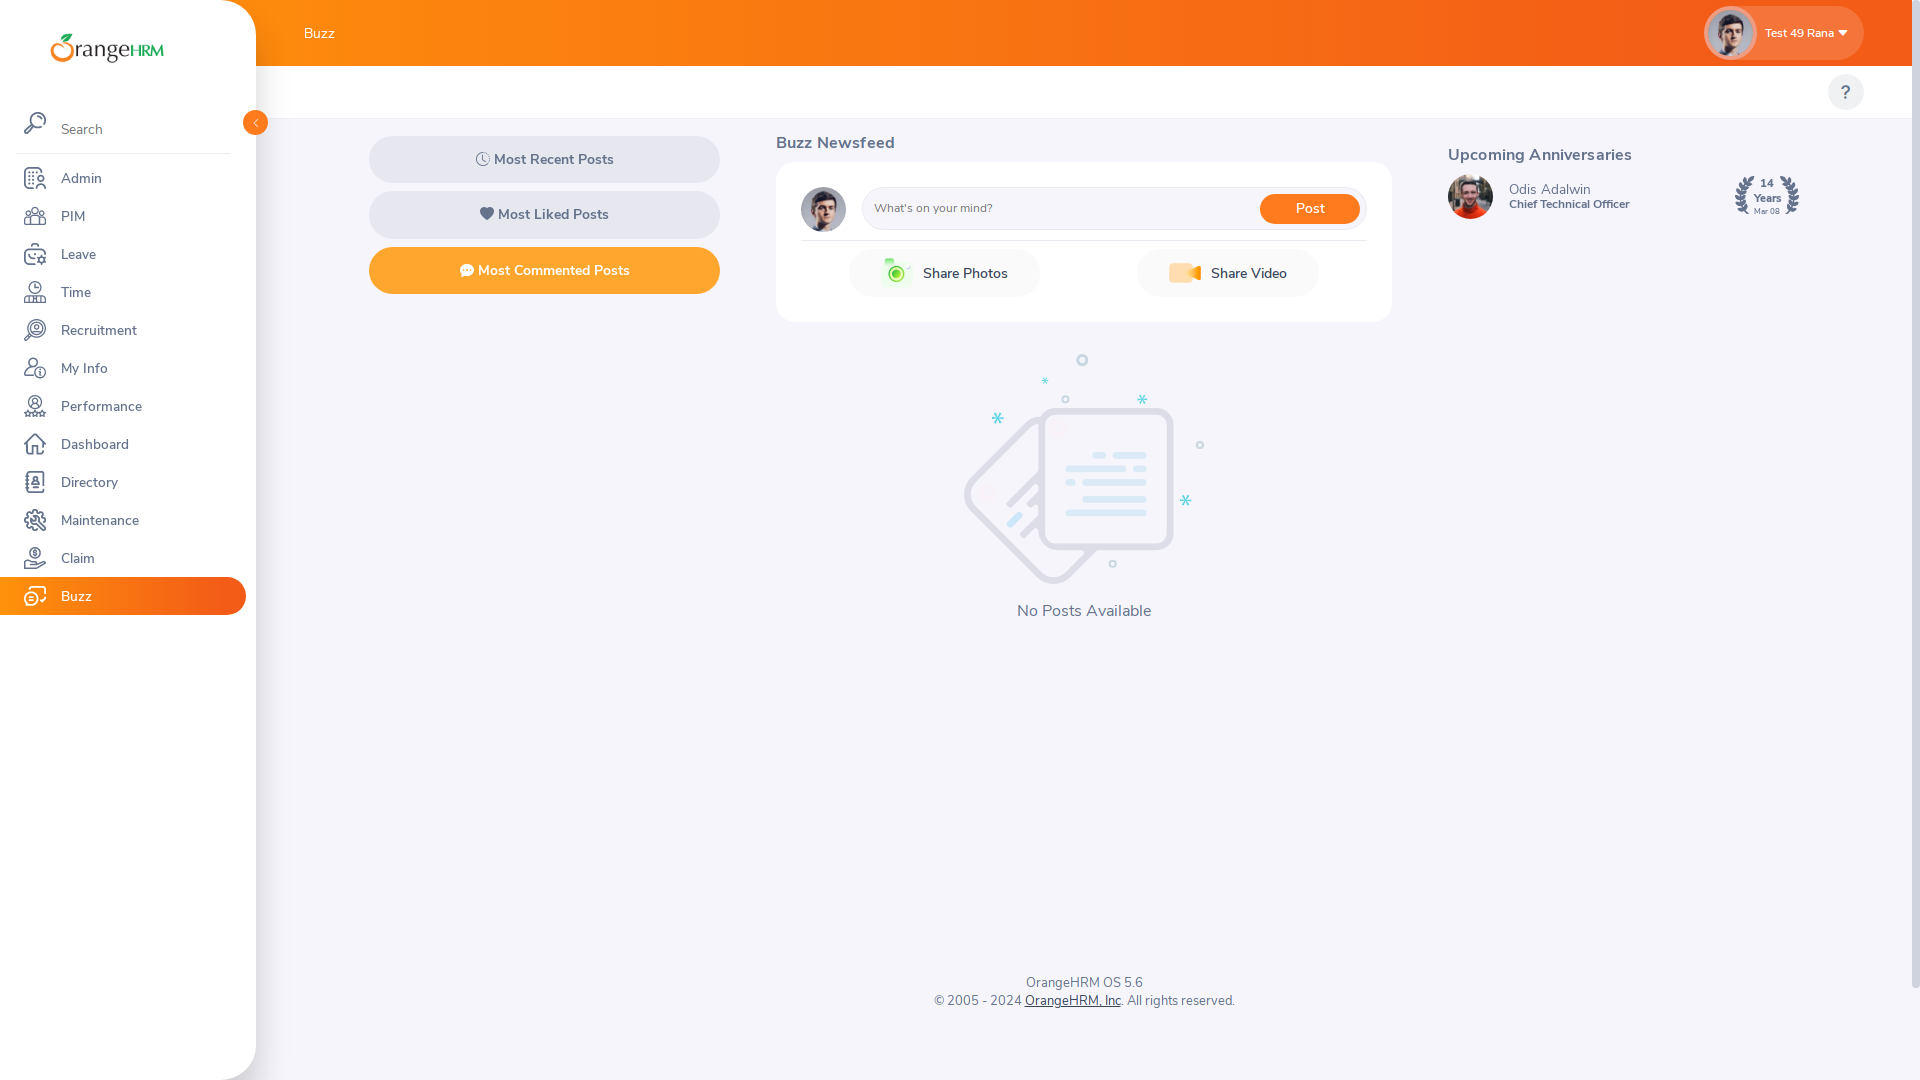 OrangeHRM
Search
Admin
PIM
Leave
Time
Recruitment
My Info
Performance
Dashboard
Directory
Maintenance
Claim
Buzz
Buzz
Test 49 Rana
?
Most Recent Posts
Most Liked Posts
Most Commented Posts
Buzz Newsfeed
What's on your mind?
Post
Share Photos
Share Video
No Posts Available
Upcoming Anniversaries
Odis Adalwin
Chief Technical Officer
14
Years
Mar 08
OrangeHRM OS 5.6
© 2005 - 2024 OrangeHRM, Inc. All rights reserved.